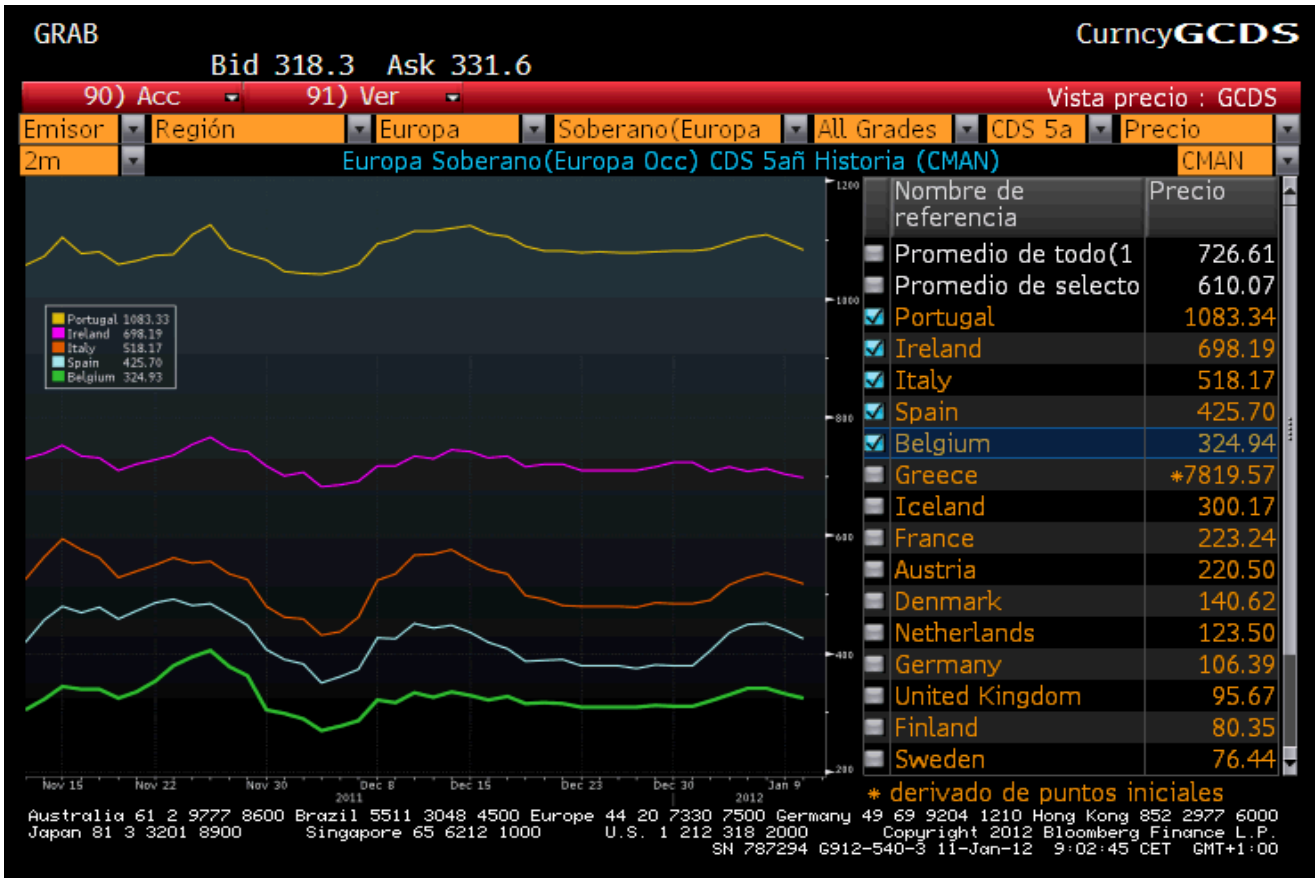 GRAB
CurncyGCDS
Bid 318.3 Ask 331.6
90) Acc 91) Ver Vista precio : GCDS
Emisor Región Europa Soberano(Europa All Grades CDS 5a Precio
2m Europa Soberano(Europa Occ) CDS 5añ Historia (CMAN) CMAN
Nombre de referencia Precio
Promedio de todo(1 726.61
Promedio de selecto 610.07
Portugal 1083.34
Ireland 698.19
Italy 518.17
Spain 425.70
Belgium 324.94
Greece *7819.57
Iceland 300.17
France 223.24
Austria 220.50
Denmark 140.62
Netherlands 123.50
Germany 106.39
United Kingdom 95.67
Finland 80.35
Sweden 76.44
* derivado de puntos iniciales
1200
1000
800
600
400
200
Portugal 1083.33
Ireland 698.19
Italy 518.17
Spain 425.70
Belgium 324.93
Nov 15 Nov 22 Nov 30 Dec 8 Dec 15 Dec 23 Dec 30 Jan 9
2011 2012
Australia 61 2 9777 8600 Brazil 5511 3048 4500 Europe 44 20 7330 7500 Germany 49 69 9204 1210 Hong Kong 852 2977 6000
Japan 81 3 3201 8900 Singapore 65 6212 1000 U.S. 1 212 318 2000 Copyright 2012 Bloomberg Finance L.P.
SN 787294 G912-540-3 11-Jan-12 9:02:45 CET GMT+1:00